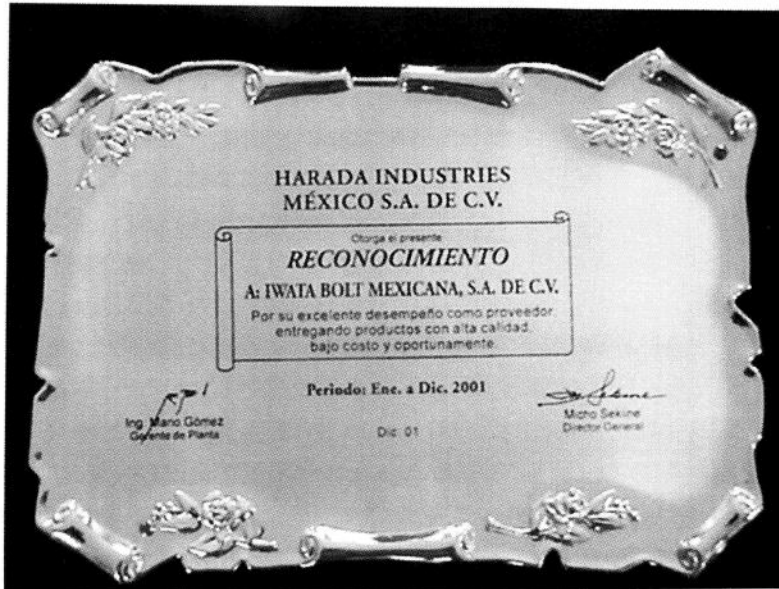 HARADA INDUSTRIES
MÉXICO S.A. DE C.V.
Otorga el presente
RECONOCIMIENTO
A: IWATA BOLT MEXICANA, S.A. DE C.V.
Por su excelente desempeño como proveedor,
entregando productos con alta calidad,
bajo costo y oportunamente.
Periodo: Ene. a Dic. 2001
Ing. Mario Gómez
Gerente de Planta
Dic. 01
Sekine
Micho Sekine
Director General